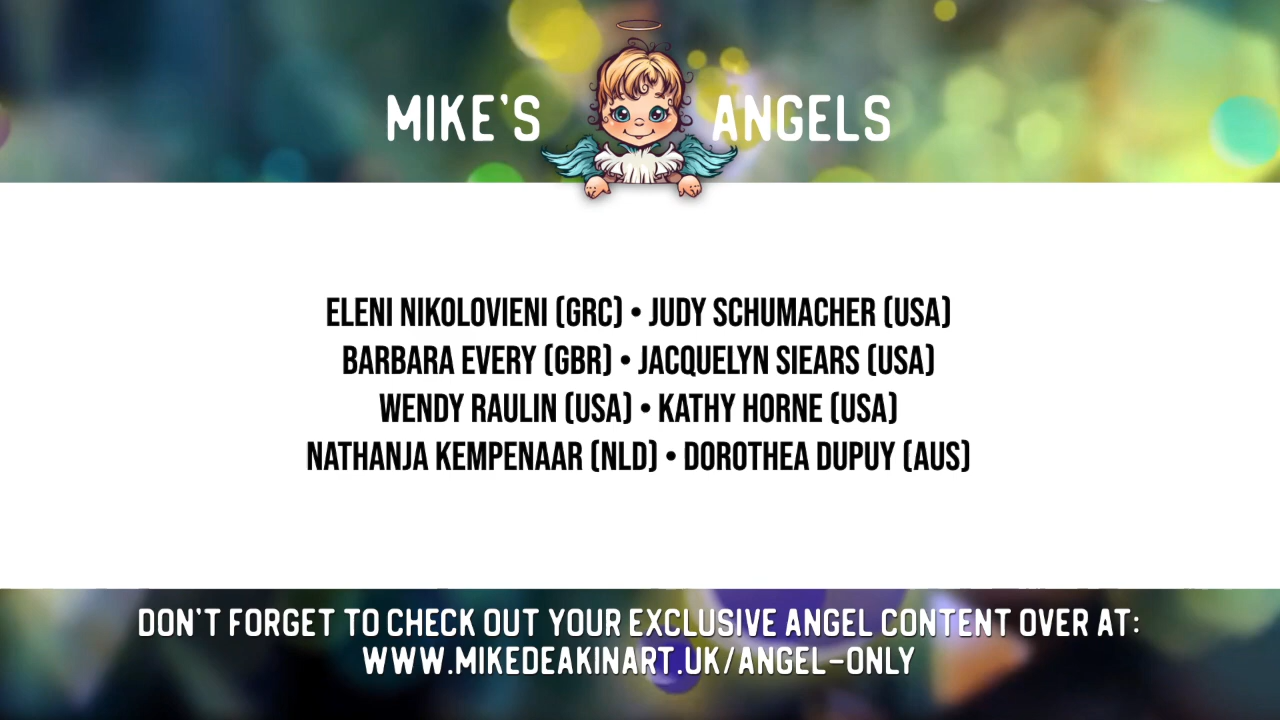 MIKE'S ANGELS
ELENI NIKOLOVIENI (GRC) • JUDY SCHUMACHER (USA)
BARBARA EVERY (GBR) • JACQUELYN SIEARS (USA)
WENDY RAULIN (USA) • KATHY HORNE (USA)
NATHANJA KEMPENAAR (NLD) • DOROTHEA DUPUY (AUS)
DON'T FORGET TO CHECK OUT YOUR EXCLUSIVE ANGEL CONTENT OVER AT:
WWW.MIKEDEAKINART.UK/ANGEL-ONLY